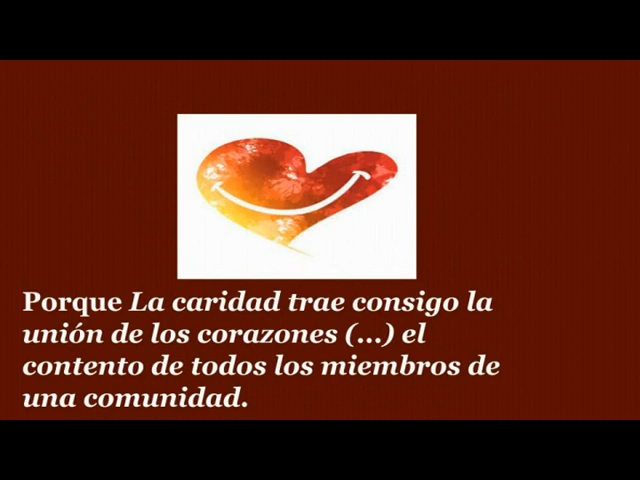 Porque La caridad trae consigo la
unión de los corazones (...) el
contento de todos los miembros de
una comunidad.